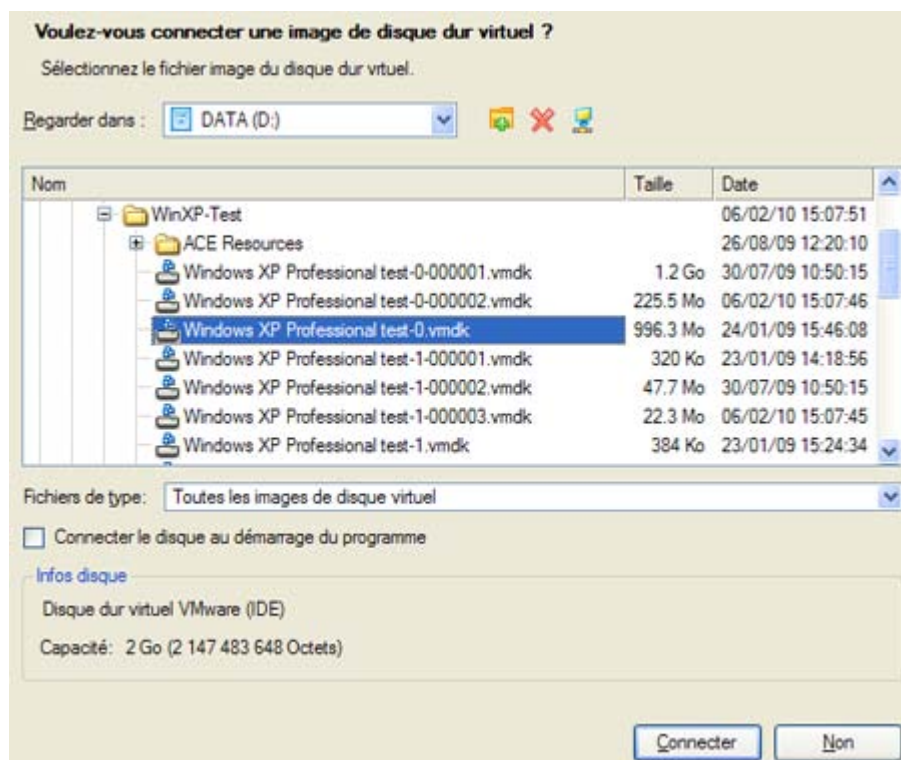 Voulez-vous connecter une image de disque dur virtuel ?
Sélectionnez le fichier image du disque dur vrtuel.
Regarder dans : DATA (D:)
Nom Taille Date
WinXP-Test 06/02/10 15:07:51
ACE Resources 26/08/09 12:20:10
Windows XP Professional test-0-000001.vmdk 1.2 Go 30/07/09 10:50:15
Windows XP Professional test-0-000002.vmdk 225.5 Mo 06/02/10 15:07:46
Windows XP Professional test-0.vmdk 996.3 Mo 24/01/09 15:46:08
Windows XP Professional test-1-000001.vmdk 320 Ko 23/01/09 14:18:56
Windows XP Professional test-1-000002.vmdk 47.7 Mo 30/07/09 10:50:15
Windows XP Professional test-1-000003.vmdk 22.3 Mo 06/02/10 15:07:45
Windows XP Professional test-1.vmdk 384 Ko 23/01/09 15:24:34
Fichiers de type: Toutes les images de disque virtuel
Connecter le disque au démarrage du programme
Infos disque
Disque dur virtuel VMware (IDE)
Capacité: 2 Go (2 147 483 648 Octets)
Connecter Non